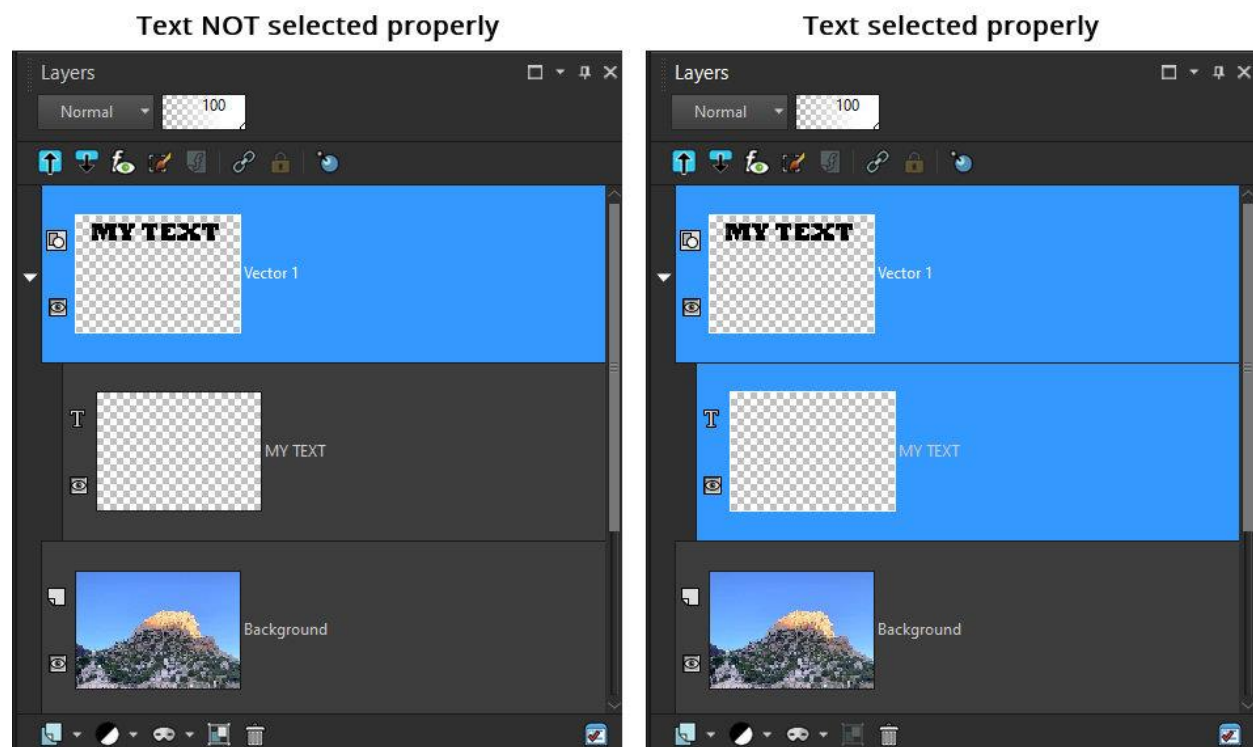 Text NOT selected properly
Layers
Normal
100
MY TEXT
Vector 1
T
MY TEXT
Background
Text selected properly
Layers
Normal
100
MY TEXT
Vector 1
T
MY TEXT
Background